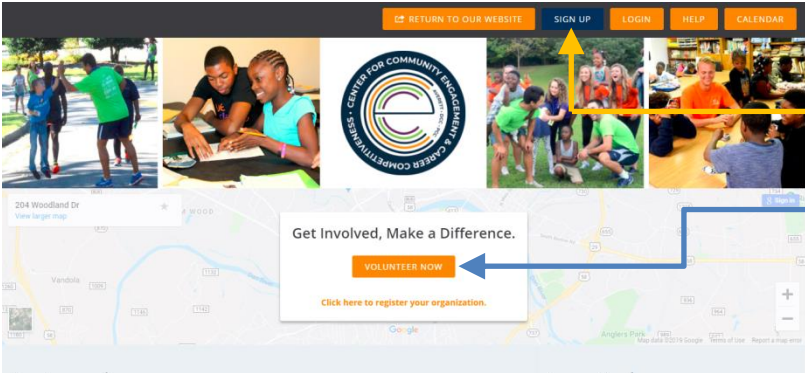 RETURN TO OUR WEBSITE
SIGN UP
LOGIN
HELP
CALENDAR
CENTER FOR COMMUNITY ENGAGEMENT & CAREER COMPETITIVENESS
204 Woodland Dr
View larger map
Sign in
Get Involved, Make a Difference.
VOLUNTEER NOW
Click here to register your organization.
Vandola
Google
Anglers Park
Map data ©2019 Google Terms of Use Report a map error